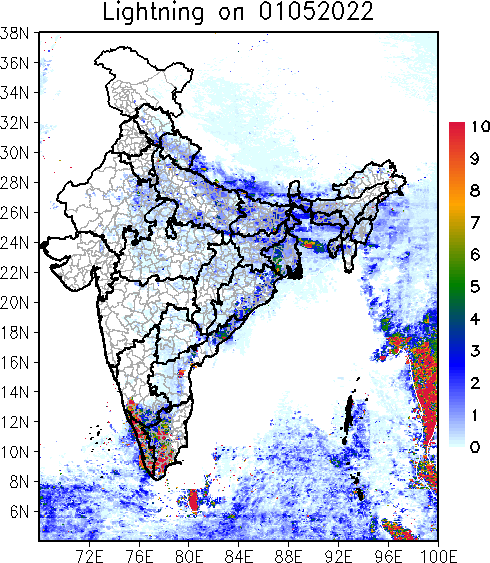 Lightning on 01052022
38N
36N
34N
32N
30N
28N
26N
24N
22N
20N
18N
16N
14N
12N
10N
8N
6N
72E 76E 80E 84E 88E 92E 96E 100E
10
9
8
7
6
5
4
3
2
1
0